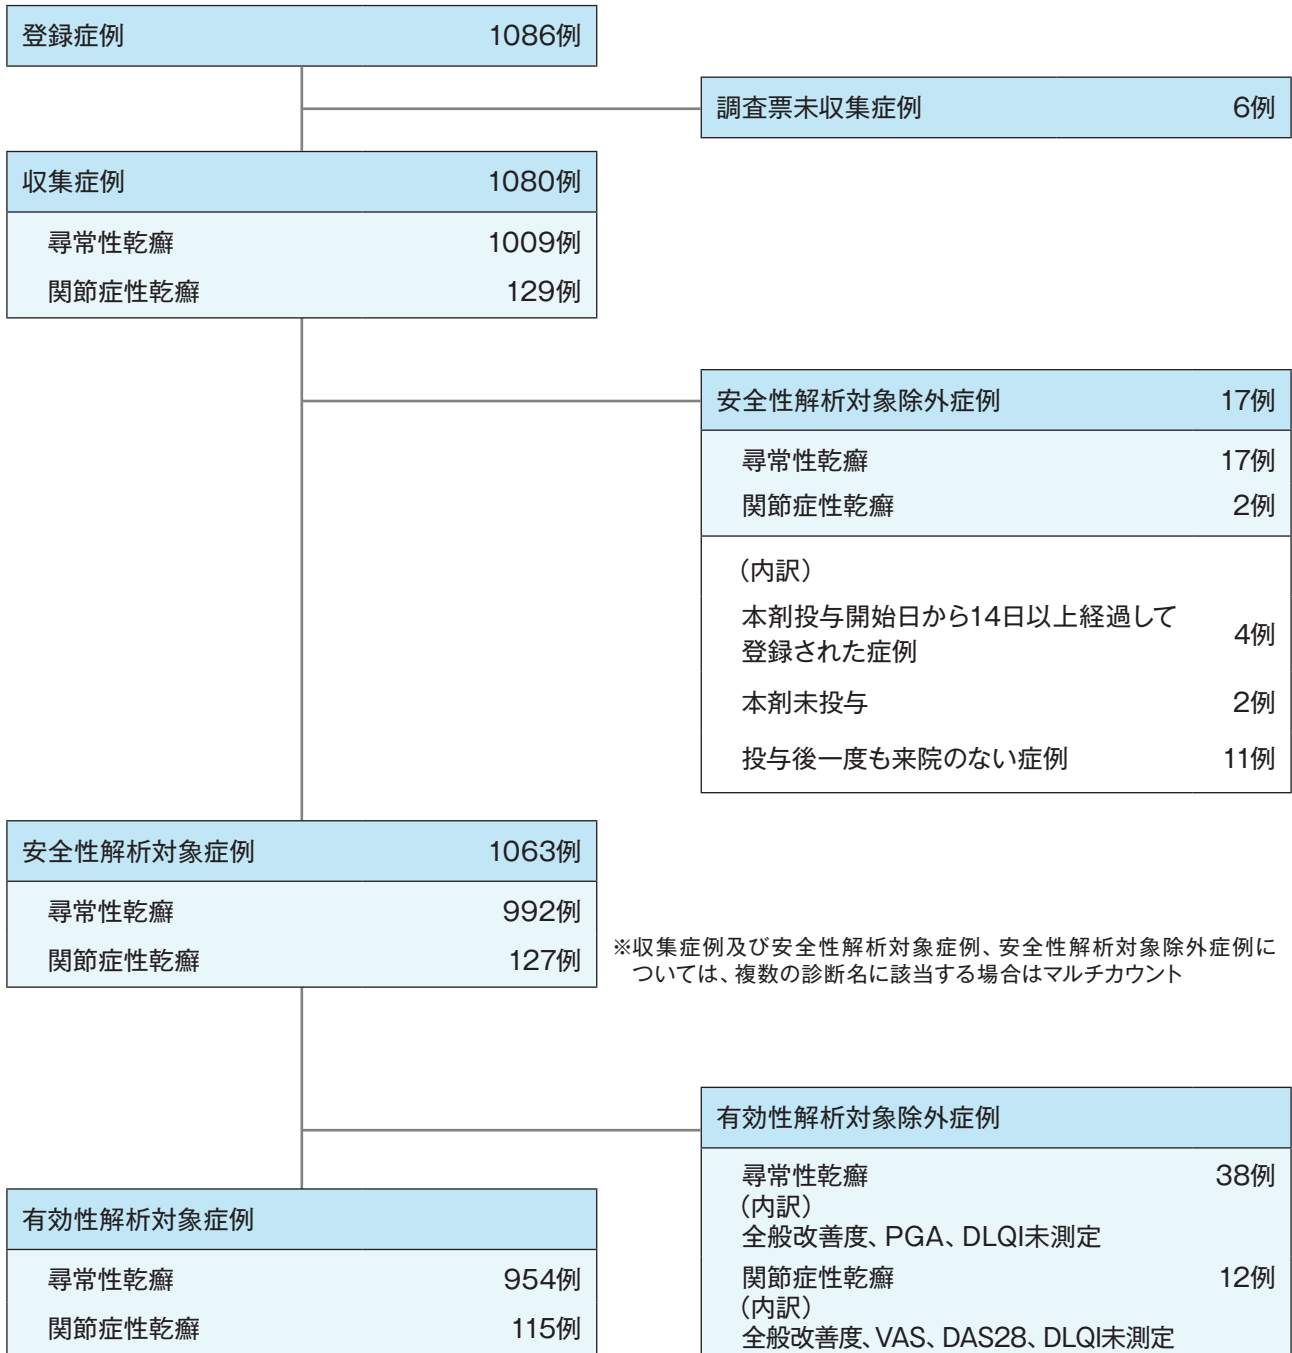 登録症例 1086例
調査票未収集症例 6例
収集症例 1080例
尋常性乾癬 1009例
関節症性乾癬 129例
安全性解析対象除外症例 17例
尋常性乾癬 17例
関節症性乾癬 2例
（内訳）
本剤投与開始日から14日以上経過して
登録された症例 4例
本剤未投与 2例
投与後一度も来院のない症例 11例
安全性解析対象症例 1063例
尋常性乾癬 992例
関節症性乾癬 127例
※収集症例及び安全性解析対象症例、安全性解析対象除外症例に
ついては、複数の診断名に該当する場合はマルチカウント
有効性解析対象除外症例
尋常性乾癬 38例
（内訳）
全般改善度、PGA、DLQI未測定
関節症性乾癬 12例
（内訳）
全般改善度、VAS、DAS28、DLQI未測定
有効性解析対象症例
尋常性乾癬 954例
関節症性乾癬 115例